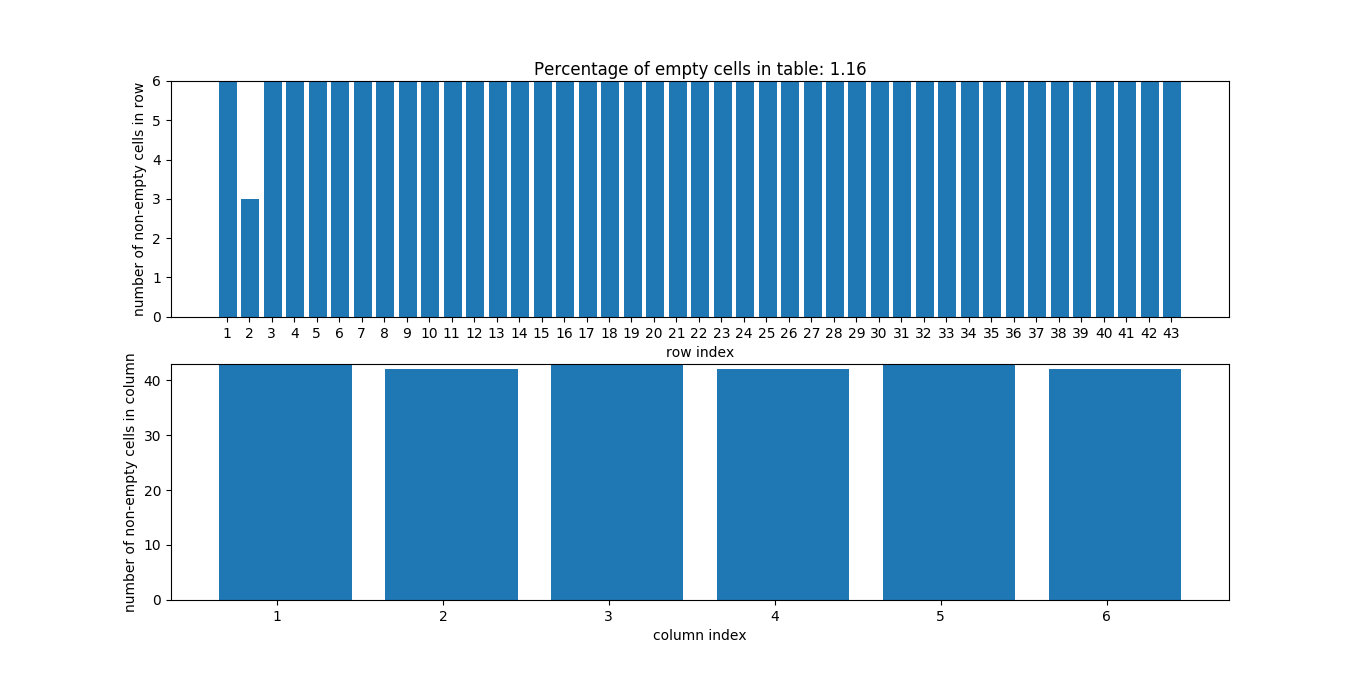 Percentage of empty cells in table: 1.16
number of non-empty cells in row
6
5
4
3
2
1
0
1 2 3 4 5 6 7 8 9 10 11 12 13 14 15 16 17 18 19 20 21 22 23 24 25 26 27 28 29 30 31 32 33 34 35 36 37 38 39 40 41 42 43
row index
number of non-empty cells in column
40
30
20
10
0
1 2 3 4 5 6
column index